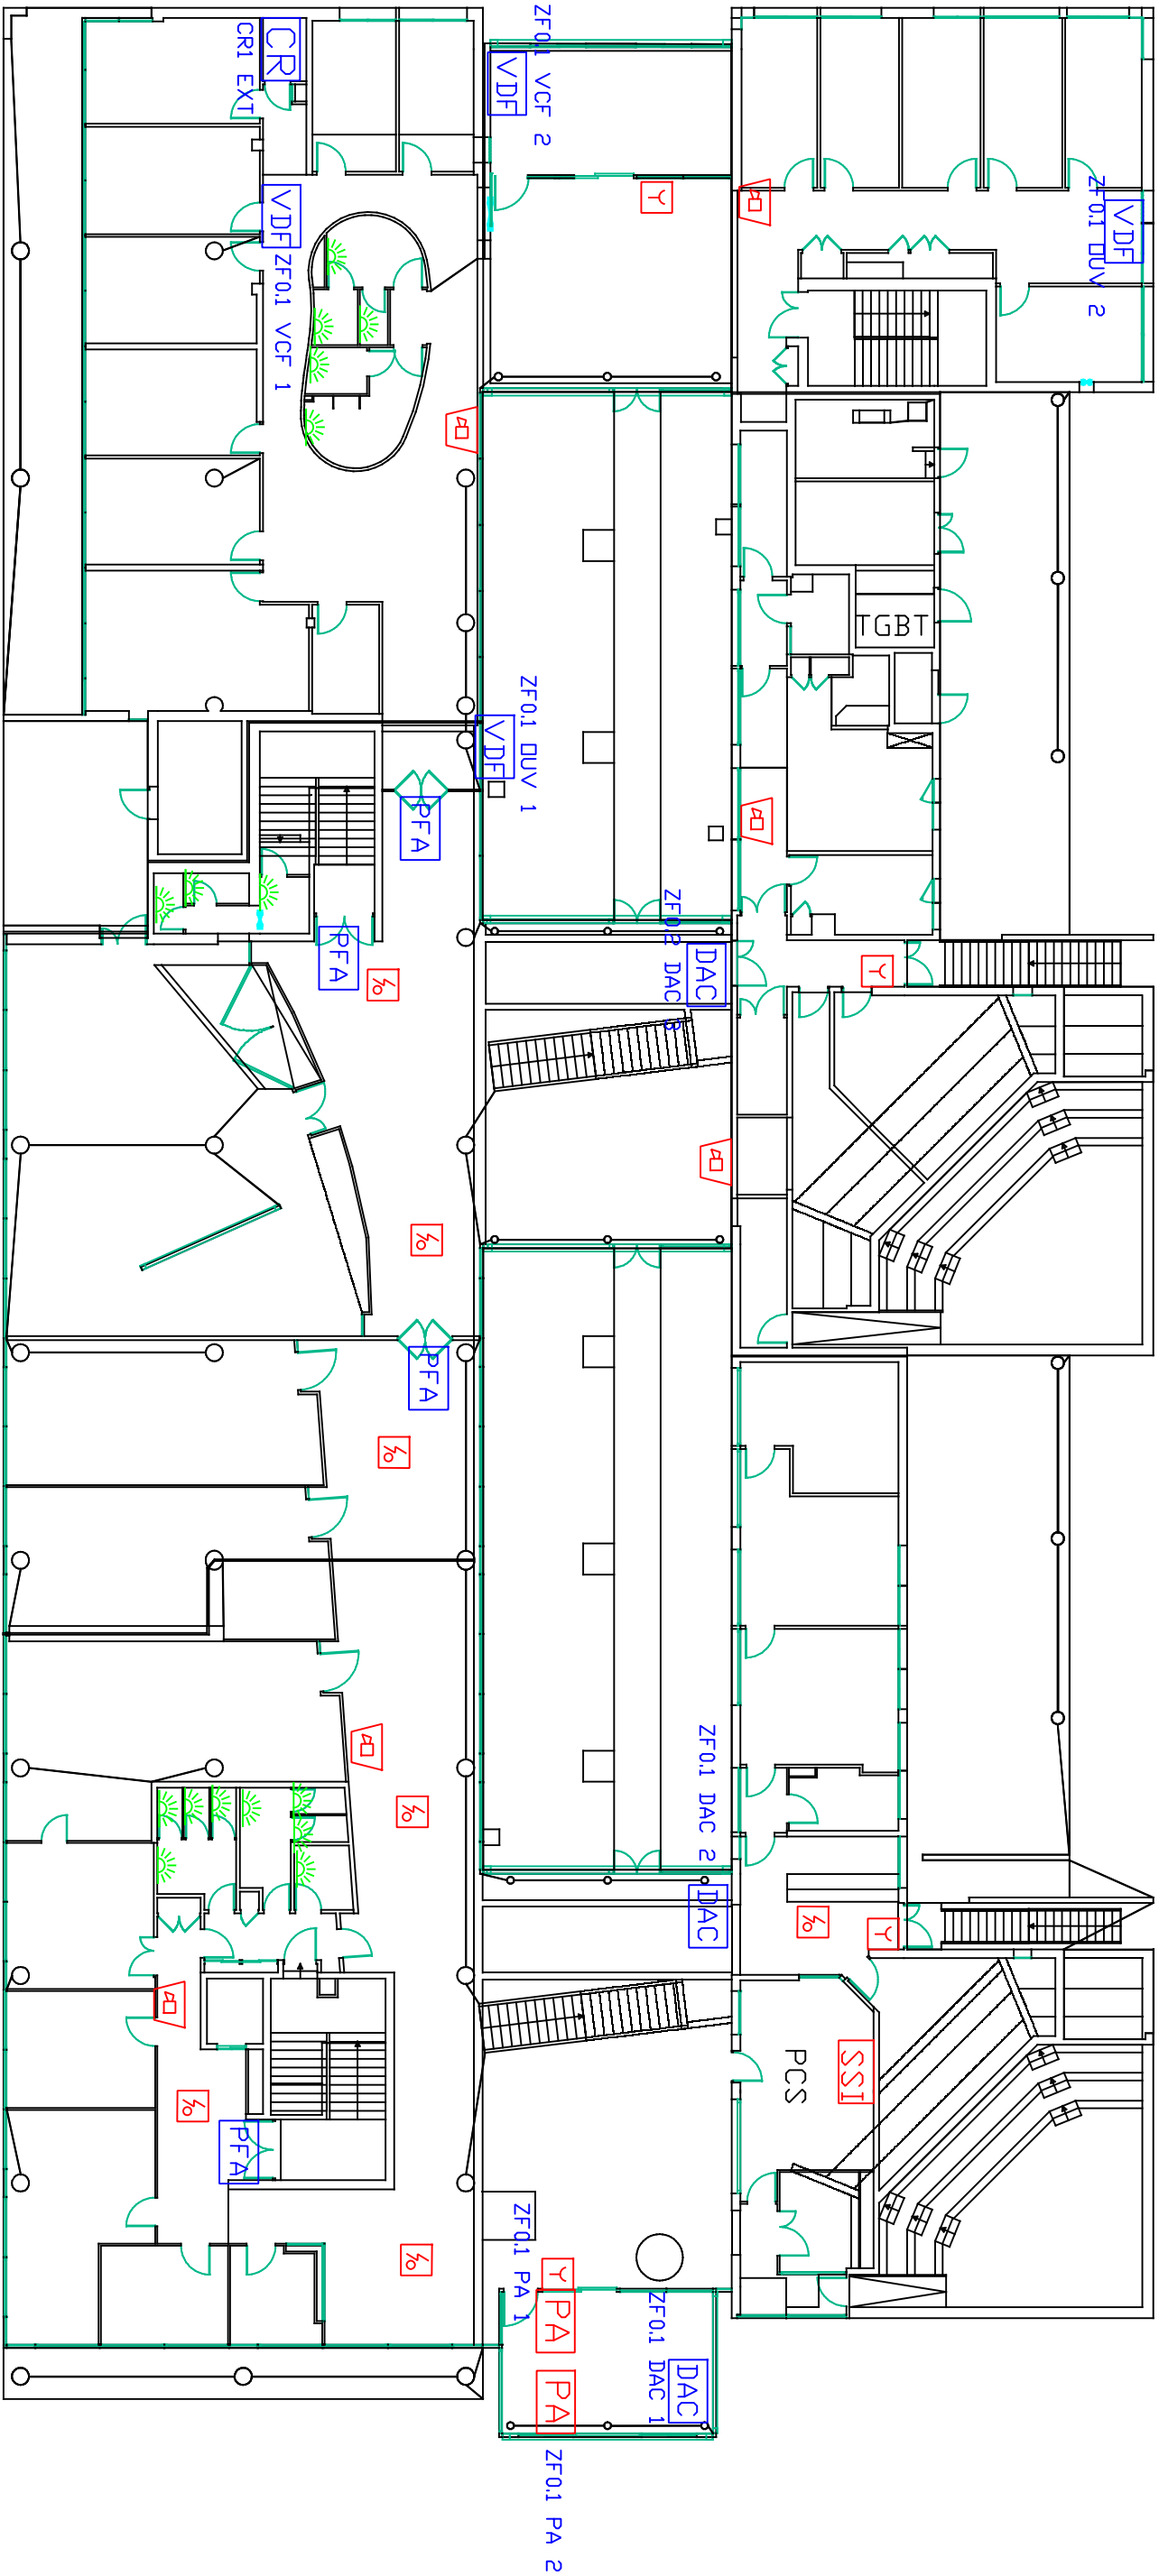 CR
CR1 EXT
ZF0.1 VCF 2
VDF
VDF
ZF0.1 OUV 2
VDF
ZF0.1 VCF 1
TGBT
ZF0.1 OUV 1
VDF
PFA
PFA
ZF0.2 DAC 3
DAC
PFA
ZF0.1 DAC 2
DAC
PCS
SSI
PFA
ZF0.1 PA 1
PA
PA
ZF0.1 DAC 1
DAC
ZF0.1 PA 2